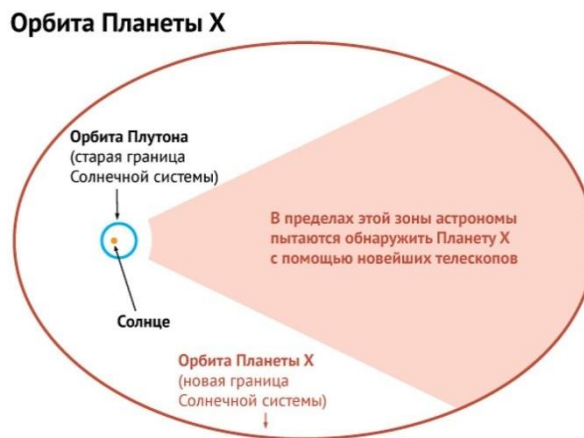 Орбита Планеты X
Орбита Плутона
(старая граница
Солнечной системы)
В пределах этой зоны астрономы
пытаются обнаружить Планету X
с помощью новейших телескопов
Солнце
Орбита Планеты X
(новая граница
Солнечной системы)